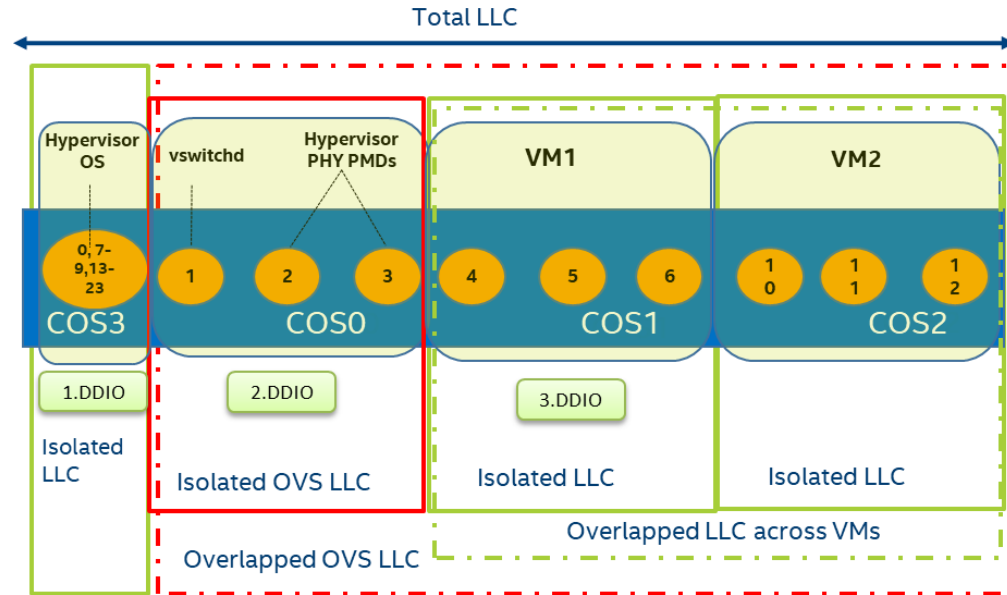 Total LLC
Hypervisor
OS
vswitchd
Hypervisor
PHY PMDs
VM1
VM2
0, 7-
9,13-
23
1
2
3
4
5
6
1
0
1
1
1
2
COS3
COS0
COS1
COS2
1.DDIO
2.DDIO
3.DDIO
Isolated
LLC
Isolated OVS LLC
Isolated LLC
Isolated LLC
Overlapped LLC across VMs
Overlapped OVS LLC